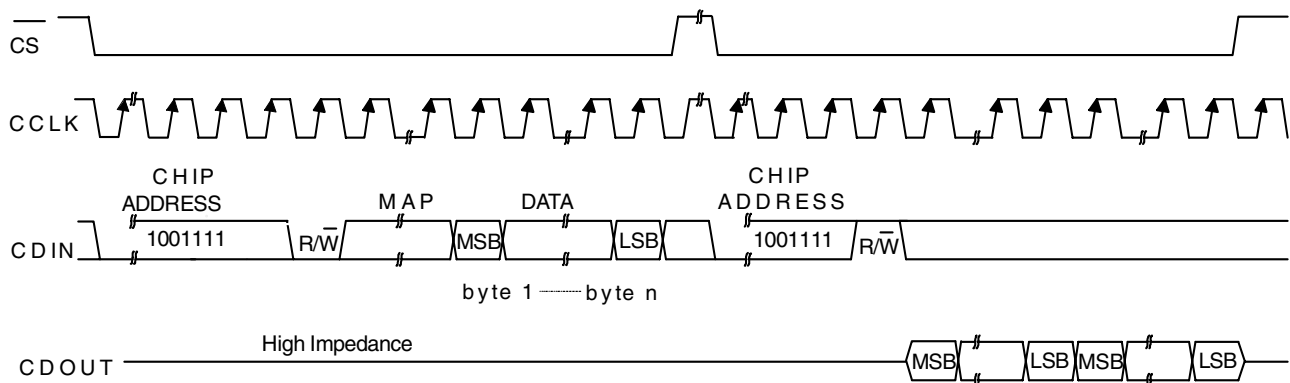 CS
CCLK
CHIP
ADDRESS
MAP
DATA
CHIP
ADDRESS
CDIN
1001111
R/W
MSB
LSB
1001111
R/W
byte 1 byte n
High Impedance
CDOUT
MSB
LSB
MSB
LSB